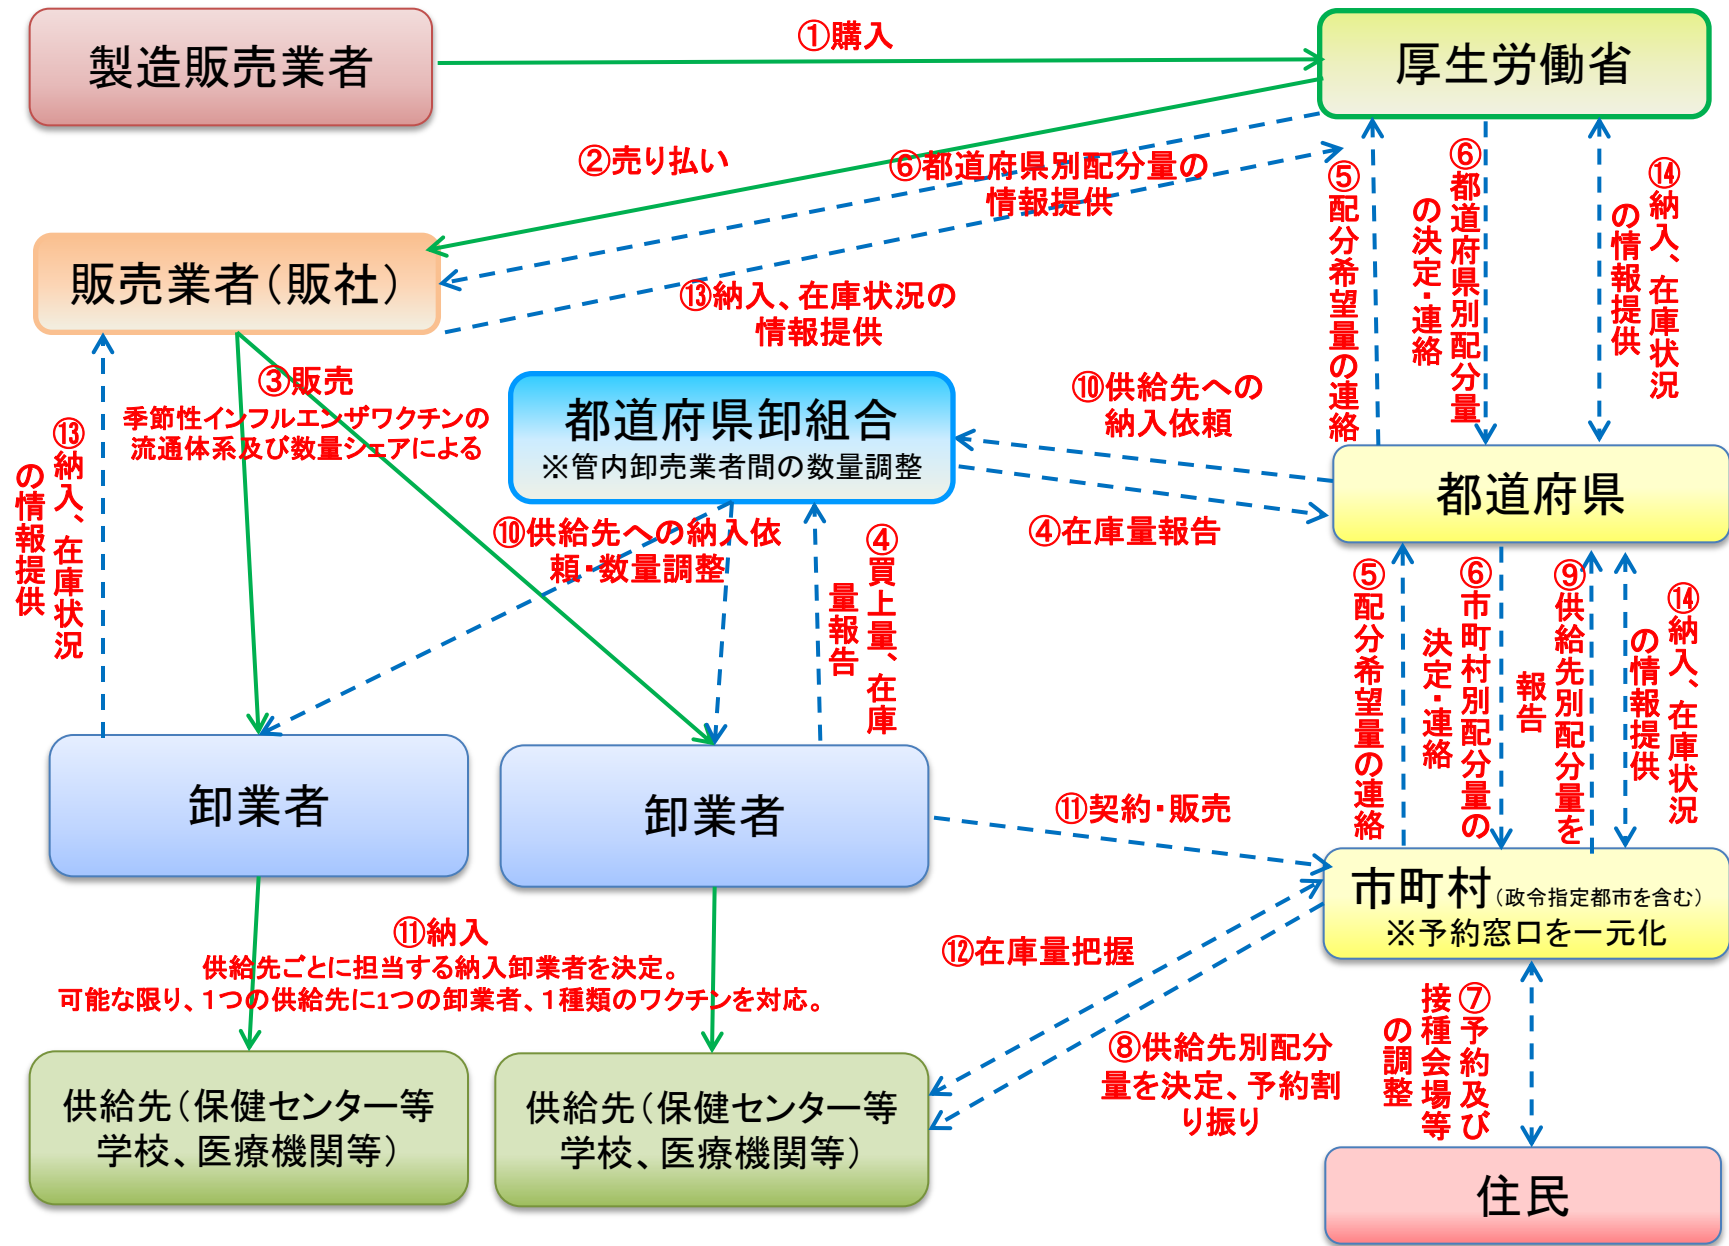 製造販売業者
①購入
厚生労働省
②売り払い
⑥都道府県別配分量の
情報提供
⑤配分希望量の連絡
⑥都道府県別配分量
の決定・連絡
⑭納入、在庫状況
の情報提供
販売業者（販社）
⑬納入、在庫状況の
情報提供
③販売
季節性インフルエンザワクチンの
流通体系及び数量シェアによる
⑬納入、在庫状況
の情報提供
都道府県卸組合
※管内卸売業者間の数量調整
⑩供給先への
納入依頼
④在庫量報告
都道府県
⑩供給先への納入依
頼・数量調整
④買上量、在庫
量報告
⑤配分希望量の連絡
⑥市町村別配分量の
決定・連絡
⑨供給先別配分量を
報告
⑭納入、在庫状況
の情報提供
卸業者
卸業者
⑪契約・販売
市町村（政令指定都市を含む）
※予約窓口を一元化
⑪納入
供給先ごとに担当する納入卸業者を決定。
可能な限り、１つの供給先に1つの卸業者、１種類のワクチンを対応。
⑫在庫量把握
⑧供給先別配分
量を決定、予約割
り振り
⑦予約及び
接種会場等
の調整
供給先（保健センター等
学校、医療機関等）
供給先（保健センター等
学校、医療機関等）
住民